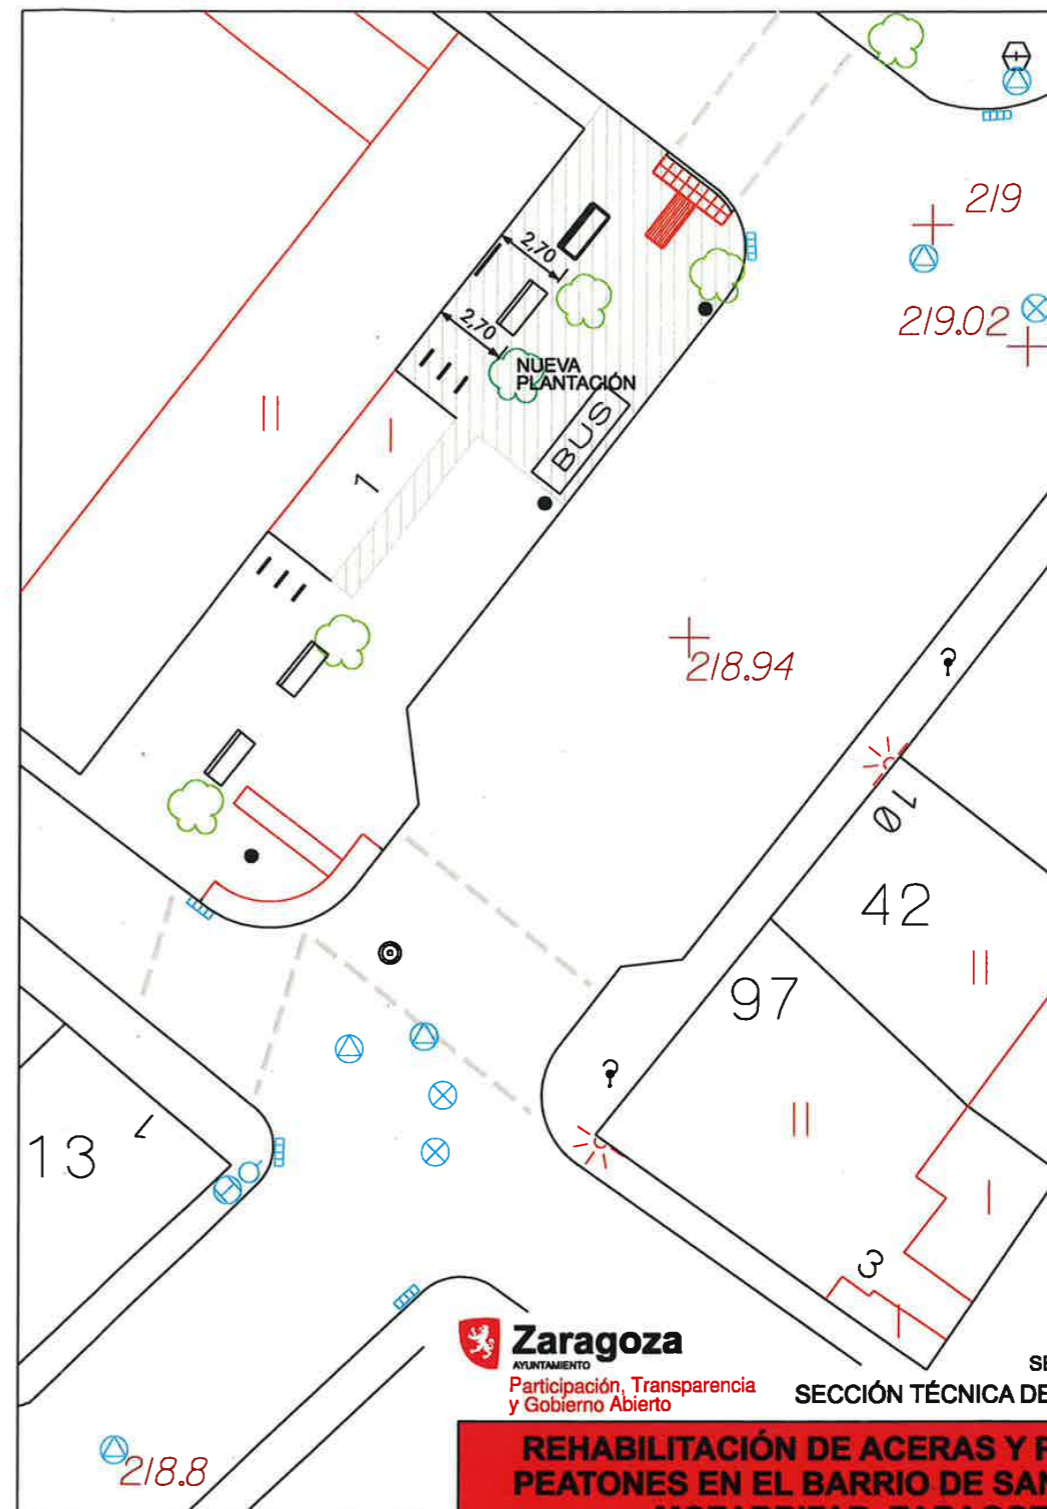 219
219.02
2,70
2,70
NUEVA
PLANTACIÓN
BUS
II
I
1
218.94
10
42
II
97
II
13
1
I
3
I
218.8
Zaragoza
AYUNTAMIENTO
Participación, Transparencia
y Gobierno Abierto
SE
SECCIÓN TÉCNICA DE
REHABILITACIÓN DE ACERAS Y P
PEATONES EN EL BARRIO DE SAN